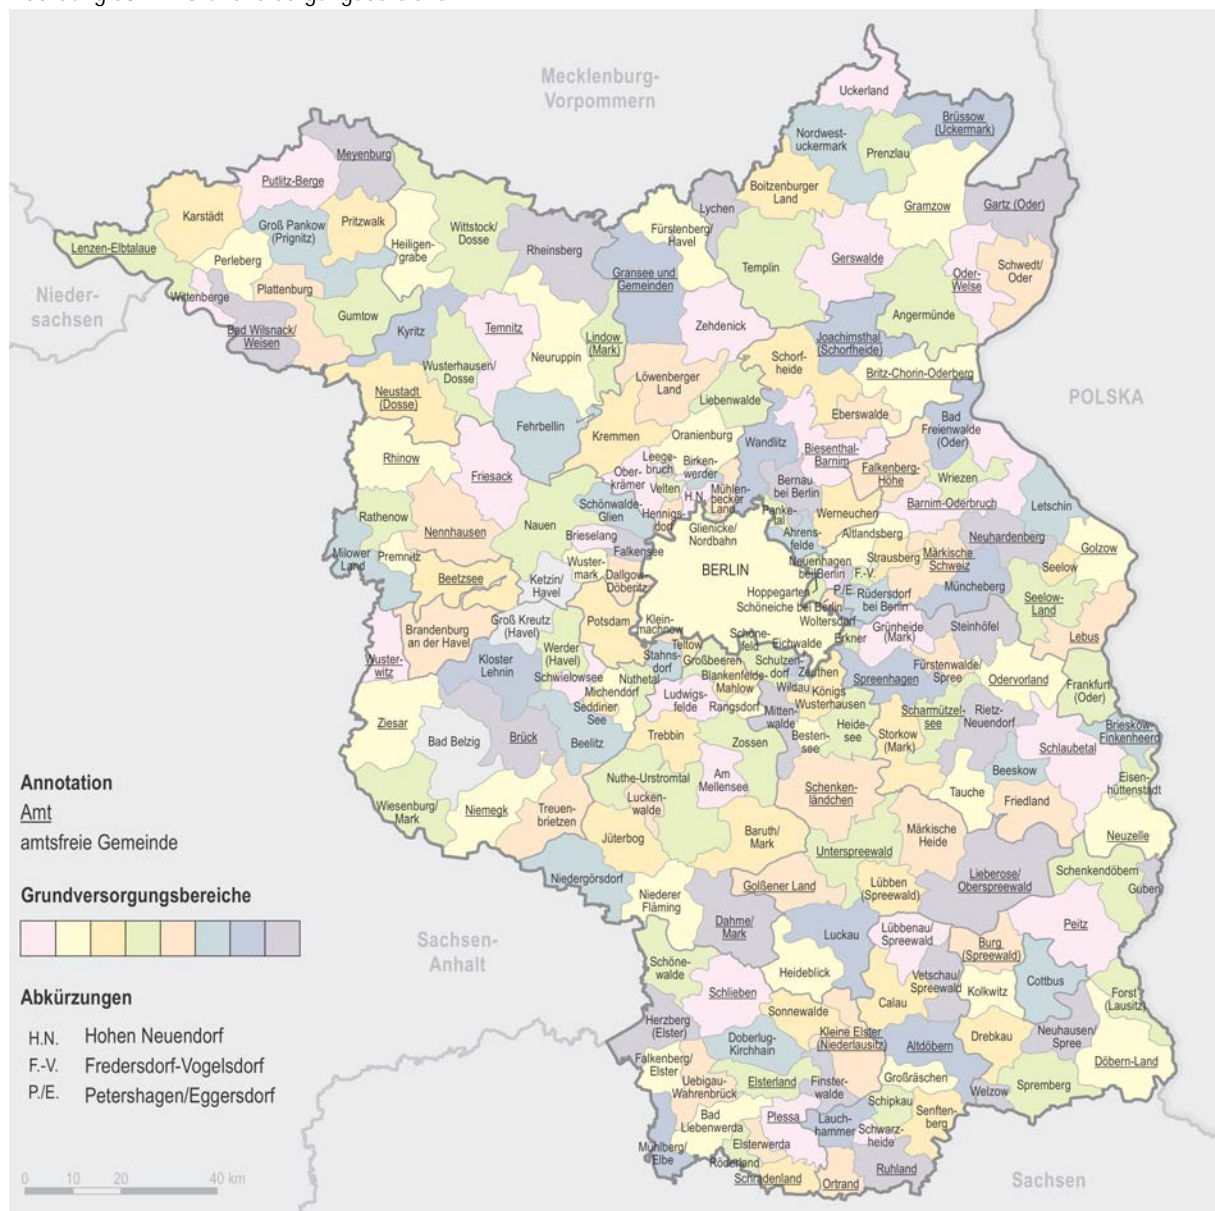 Mecklenburg-
Vorpommern
Uckerland
Brüssow
(Uckermark)
Nordwest-
uckermark
Prenzlau
Meyenburg
Putlitz-Berge
Boitzenburger
Land
Gramzow
Gartz (Oder)
Karstädt
Groß Pankow
(Prignitz)
Pritzwalk
Wittstock/
Dosse
Lychen
Fürstenberg/
Havel
Lenzen-Elbtalaue
Perleberg
Heiligen-
grabe
Rheinsberg
Gransee und
Gemeinden
Templin
Gerswalde
Oder-
Welse
Schwedt/
Oder
Nieder-
sachsen
Wittenberge
Plattenburg
Gumtow
Bad Wilsnack/
Weisen
Kyritz
Temnitz
Lindow
(Mark)
Zehdenick
Angermünde
Joachimsthal
(Schorfheide)
Neuruppin
Wusterhausen/
Dosse
Schorf-
heide
Britz-Chorin-Oderberg
Neustadt
(Dosse)
Löwenberger
Land
Liebenwalde
POLSKA
Fehrbellin
Kremmen
Oranienburg
Eberswalde
Bad
Freienwalde
(Oder)
Wandlitz
Biesenthal-
Barnim
Rhinow
Friesack
Leege-
bruch
Birken-
werder
Ober-
krämer
Velten
H.N.
Mühlen-
becker
Land
Bernau
bei Berlin
Falkenberg-
Höhe
Wriezen
Barnim-Oderbruch
Letschin
Rathenow
Nennhausen
Nauen
Schönwalde-
Glien
Hennigs-
dorf
Panke-
tal
Werneuchen
Glienicke/
Nordbahn
Ahrens-
felde
Altlandsberg
Neuhardenberg
Golzow
Milower
Land
Premnitz
Brieselang
Falkensee
Strausberg
Märkische
Schweiz
Seelow
Beetzsee
Ketzin/
Havel
Wuster-
mark
Dallgow-
Döberitz
BERLIN
Neuenhagen
bei Berlin
F.-V.
P./E.
Müncheberg
Seelow-
Land
Hoppegarten
Rüdersdorf
bei Berlin
Schöneiche bei Berlin
Woltersdorf
Brandenburg
an der Havel
Groß Kreutz
(Havel)
Potsdam
Klein-
machnow
Teltow
Schöne-
feld
Eichwalde
Erkner
Grünheide
(Mark)
Steinhöfel
Lebus
Wuster-
witz
Kloster
Lehnin
Werder
(Havel)
Stahns-
dorf
Großbeeren
Schulzen-
dorf
Zeuthen
Spreenhagen
Fürstenwalde/
Spree
Odervorland
Frankfurt
(Oder)
Schwielowsee
Nuthetal
Blankenfelde-
Mahlow
Wildau
Michendorf
Ludwigs-
felde
Rangsdorf
Königs
Wusterhausen
Seddiner
See
Mitten-
walde
Scharmützel-
see
Rietz-
Neuendorf
Ziesar
Bad Belzig
Brück
Beelitz
Trebbin
Zossen
Besten-
see
Heide-
see
Storkow
(Mark)
Brieskow-
Finkenheerd
Schlaubetal
Beeskow
Eisen-
hüttenstadt
Wiesenburg/
Mark
Niemegk
Treuen-
brietzen
Nuthe-Urstromtal
Am
Mellensee
Schenken-
ländchen
Tauche
Friedland
Lucken-
walde
Jüterbog
Baruth/
Mark
Märkische
Heide
Neuzelle
Unterspreewald
Niedergörsdorf
Niederer
Fläming
Golßener Land
Lübben
(Spreewald)
Lieberose/
Oberspreewald
Schenkendöbern
Guben
Dahme/
Mark
Luckau
Lübbenau/
Spreewald
Peitz
Sachsen-
Anhalt
Burg
(Spreewald)
Schöne-
walde
Heideblick
Vetschau/
Spreewald
Kolkwitz
Cottbus
Forst
(Lausitz)
Schlieben
Sonnewalde
Calau
Herzberg
(Elster)
Doberlug-
Kirchhain
Kleine Elster
(Niederlausitz)
Altdöbern
Drebkau
Neuhausen/
Spree
Döbern-Land
Falkenberg/
Elster
Uebigau-
Wahrenbrück
Elsterland
Finster-
walde
Großräschen
Welzow
Spremberg
Bad
Liebenwerda
Plessa
Lauch-
hammer
Schipkau
Schwarz-
heide
Senften-
berg
Mühlberg/
Elbe
Elsterwerda
Röderland
Schradenland
Ortrand
Ruhland
Sachsen
Annotation
Amt
amtsfreie Gemeinde
Grundversorgungsbereiche
Abkürzungen
H.N. Hohen Neuendorf
F.-V. Fredersdorf-Vogelsdorf
P./E. Petershagen/Eggersdorf
0 10 20 40 km